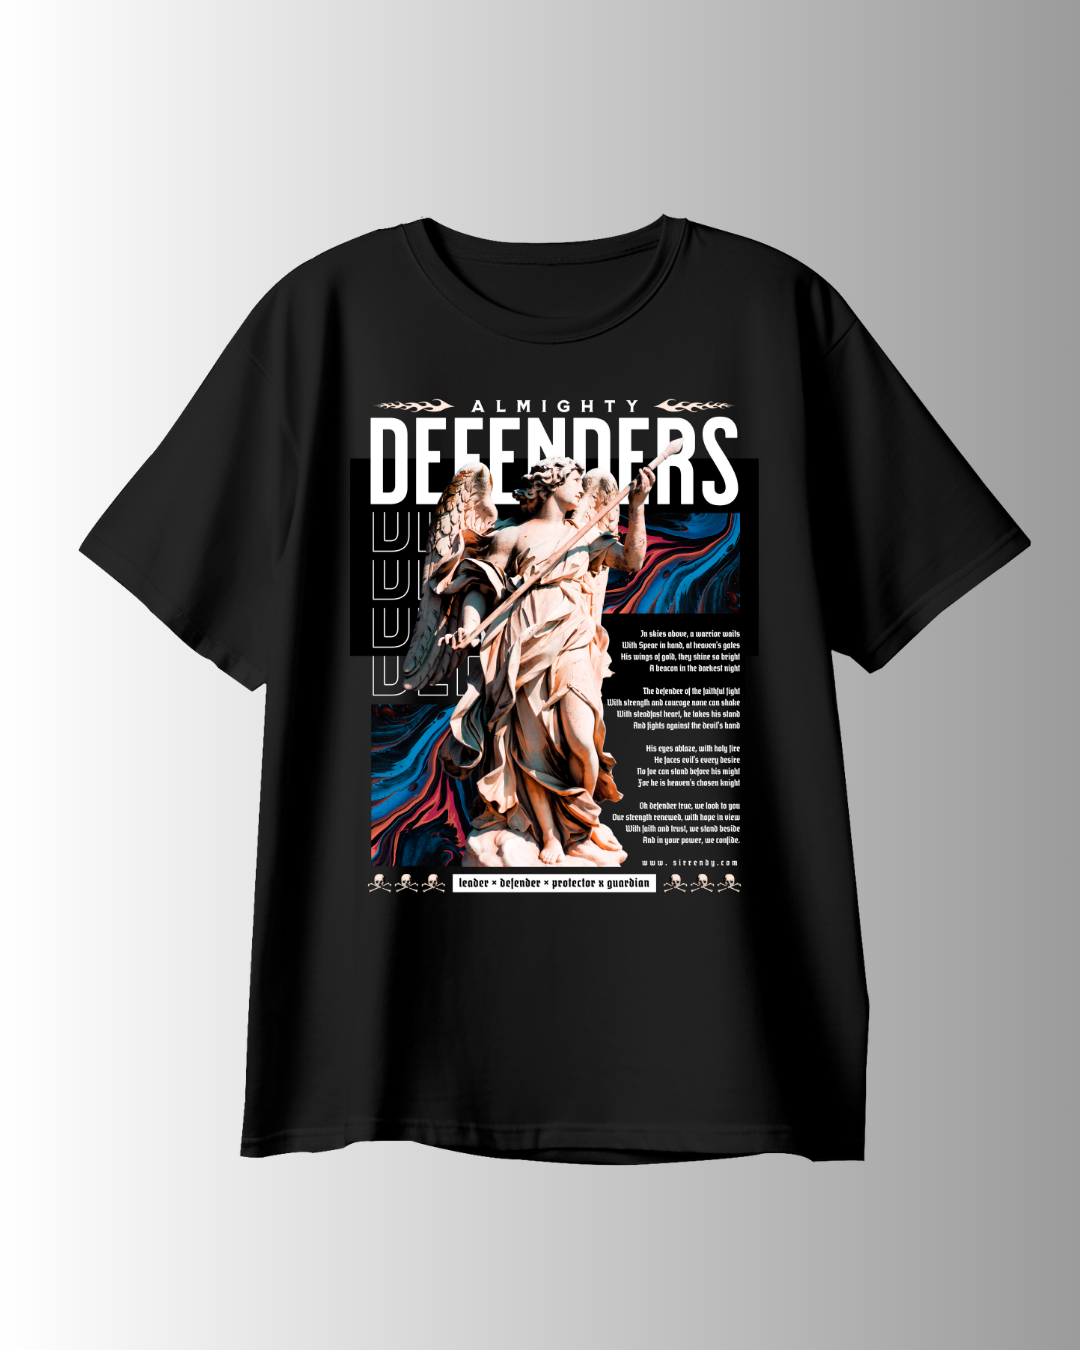 ALMIGHTY
DEFENDERS
DEF
In skies above, a warrior waits
With Spear in hand, at heaven's gates
His wings of gold, they shine so bright
A beacon in the darkest night
The defender of the faithful fight
With strength and courage none can shake
With steadfast heart, he takes his stand
And fights against the devil's hand
His eyes ablaze, with holy fire
He faces evil's every desire
No foe can stand before his might
For he is heaven's chosen knight
Oh defender true, we look to you
Our strength renewed, with hope in view
With faith and trust, we stand beside
And in your power, we confide.
www. sirrendy.com
leader × defender × protector x guardian